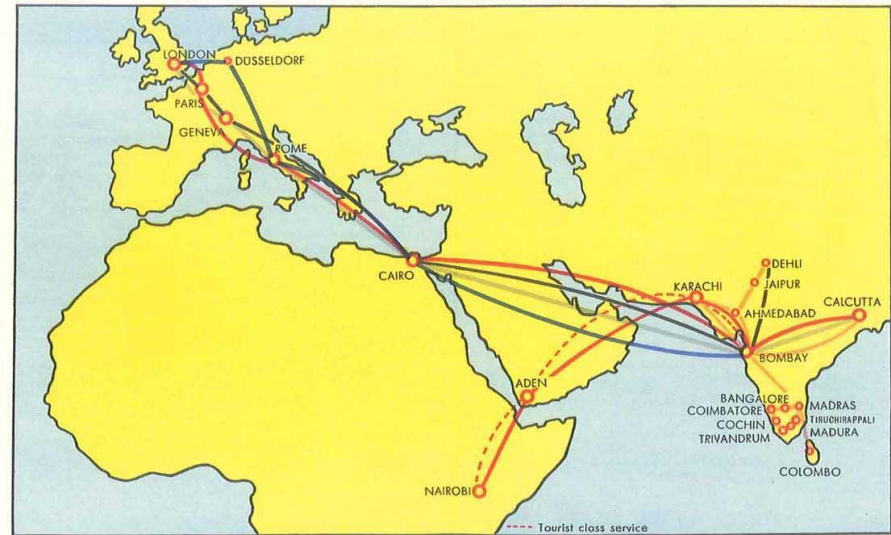 LONDON
DÜSSELDORF
PARIS
GENEVA
ROME
CAIRO
DEHLI
JAIPUR
KARACHI
CALCUTTA
AHMEDABAD
BOMBAY
ADEN
BANGALORE
MADRAS
COIMBATORE
TIRUCHIRAPPALI
COCHIN
MADURA
TRIVANDRUM
COLOMBO
NAIROBI
Tourist class service